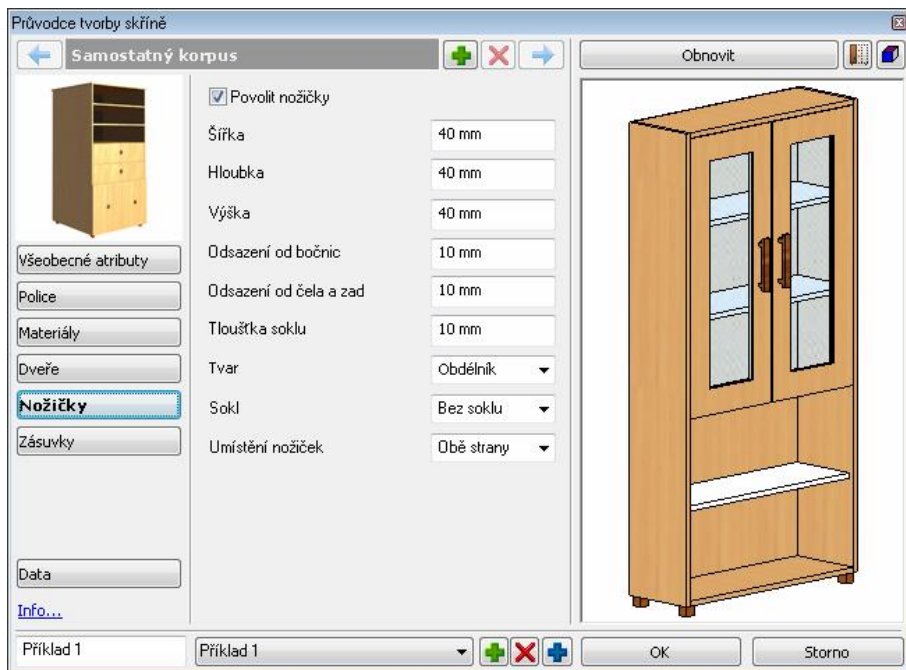 Průvodce tvorby skříně
Samostatný korpus
Obnovit
Povolit nožičky
Šířka 40 mm
Hloubka 40 mm
Výška 40 mm
Odsazení od bočnic 10 mm
Odsazení od čela a zad 10 mm
Tloušťka soklu 10 mm
Tvar Obdélník
Sokl Bez soklu
Umístění nožiček Obě strany
Všeobecné atributy
Police
Materiály
Dveře
Nožičky
Zásuvky
Data
Info...
Příklad 1 Příklad 1 OK Storno